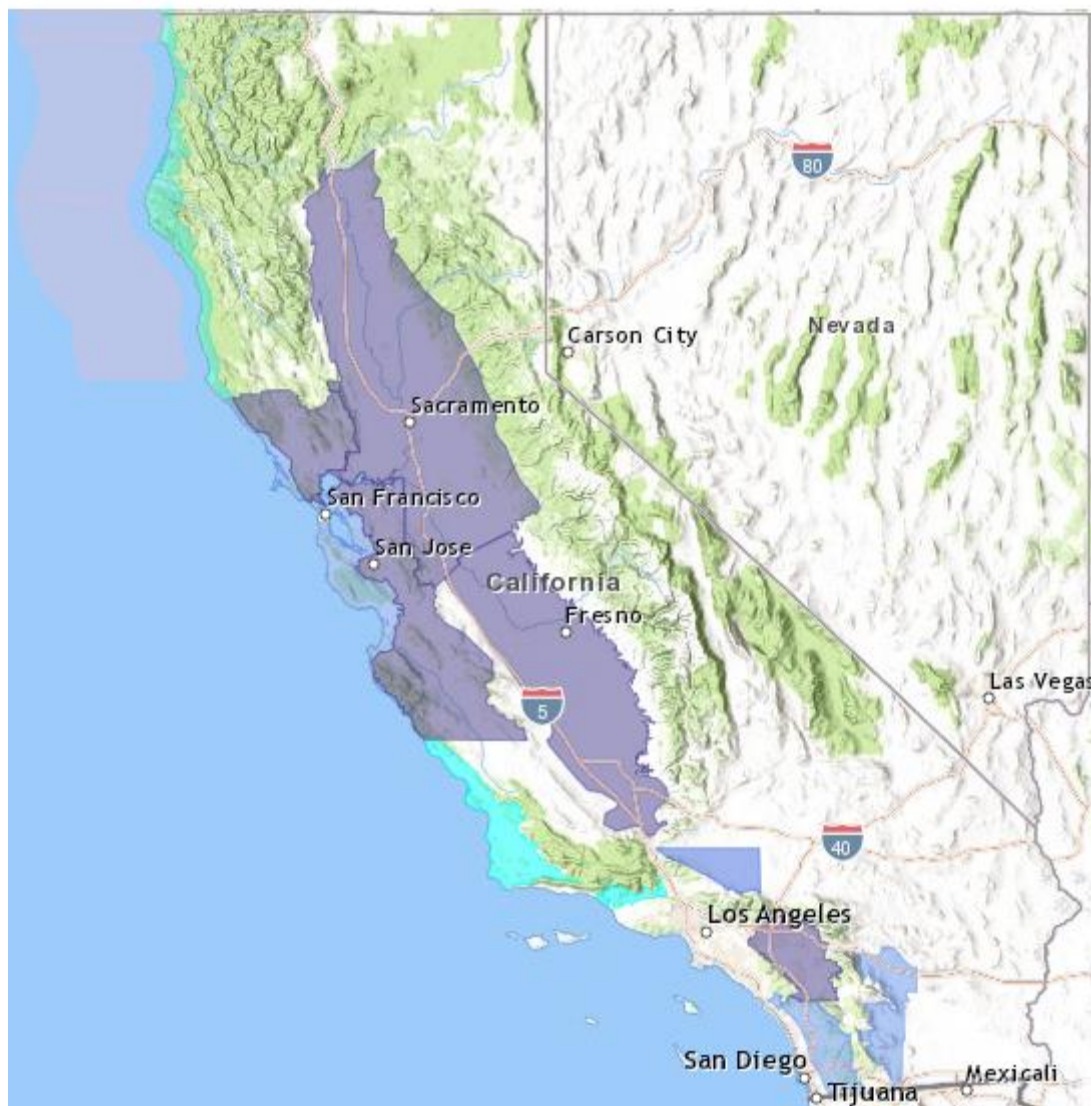 80
Carson City
Nevada
Sacramento
San Francisco
San Jose
California
Fresno
Las Vegas
5
40
Los Angeles
San Diego
Mexicali
Tijuana